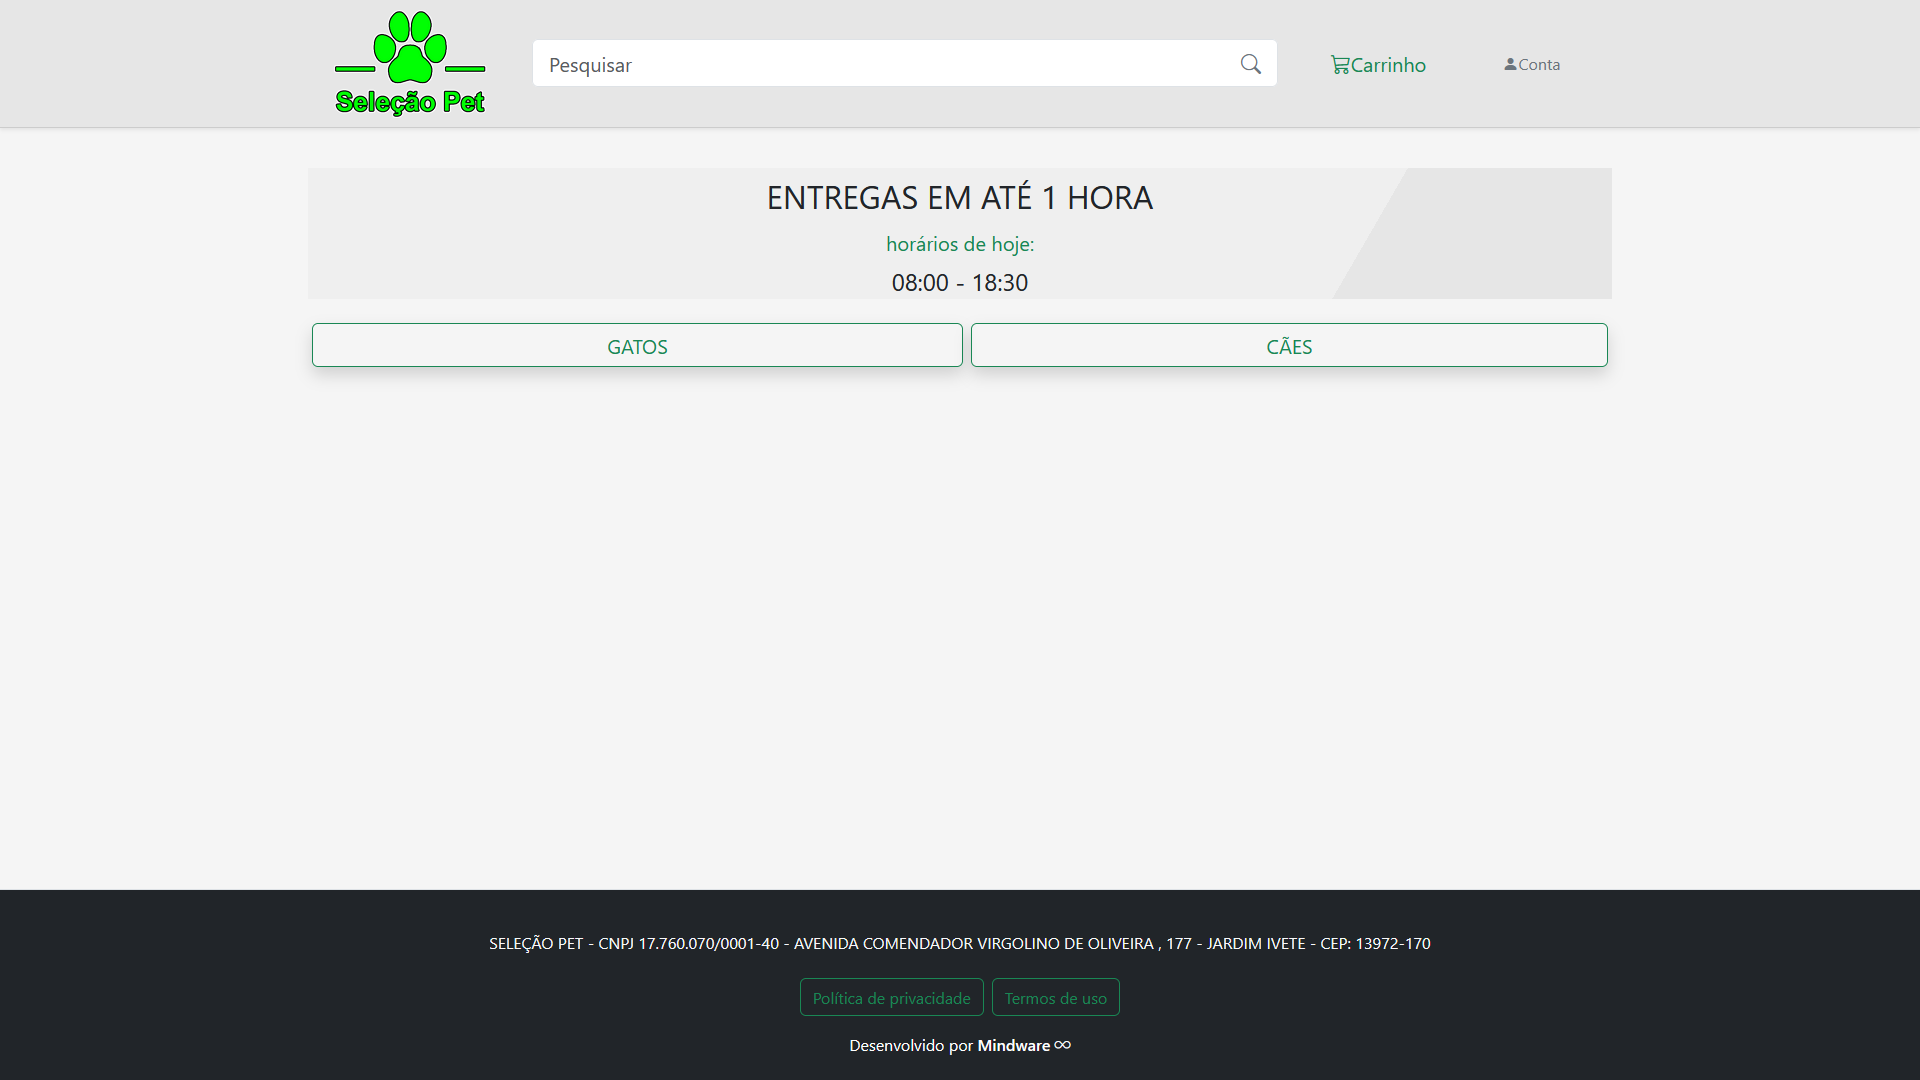 Seleção Pet
Pesquisar
Carrinho
Conta
ENTREGAS EM ATÉ 1 HORA
horários de hoje:
08:00 - 18:30
GATOS
CÃES
SELEÇÃO PET - CNPJ 17.760.070/0001-40 - AVENIDA COMENDADOR VIRGOLINO DE OLIVEIRA , 177 - JARDIM IVETE - CEP: 13972-170
Política de privacidade
Termos de uso
Desenvolvido por Mindware